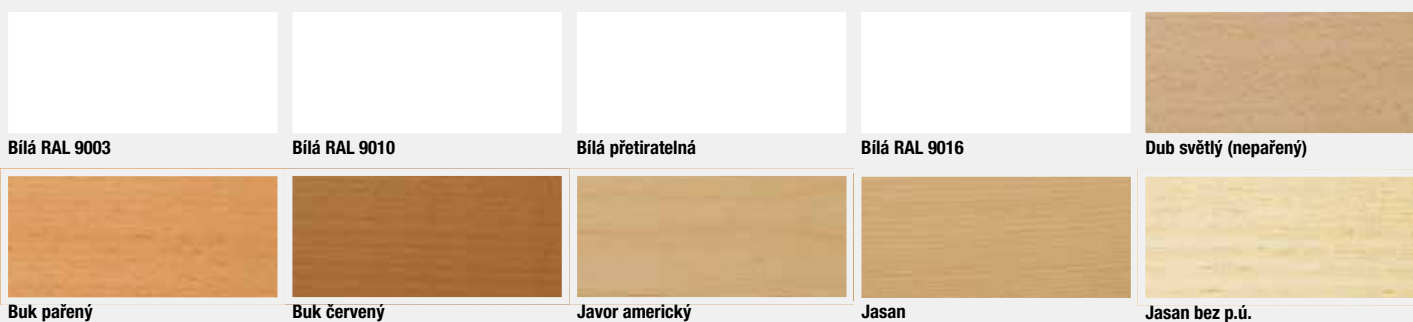 Bílá RAL 9003
Bílá RAL 9010
Bílá přetiratelná
Bílá RAL 9016
Dub světlý (nepařený)
Buk pařený
Buk červený
Javor americký
Jasan
Jasan bez p.ú.